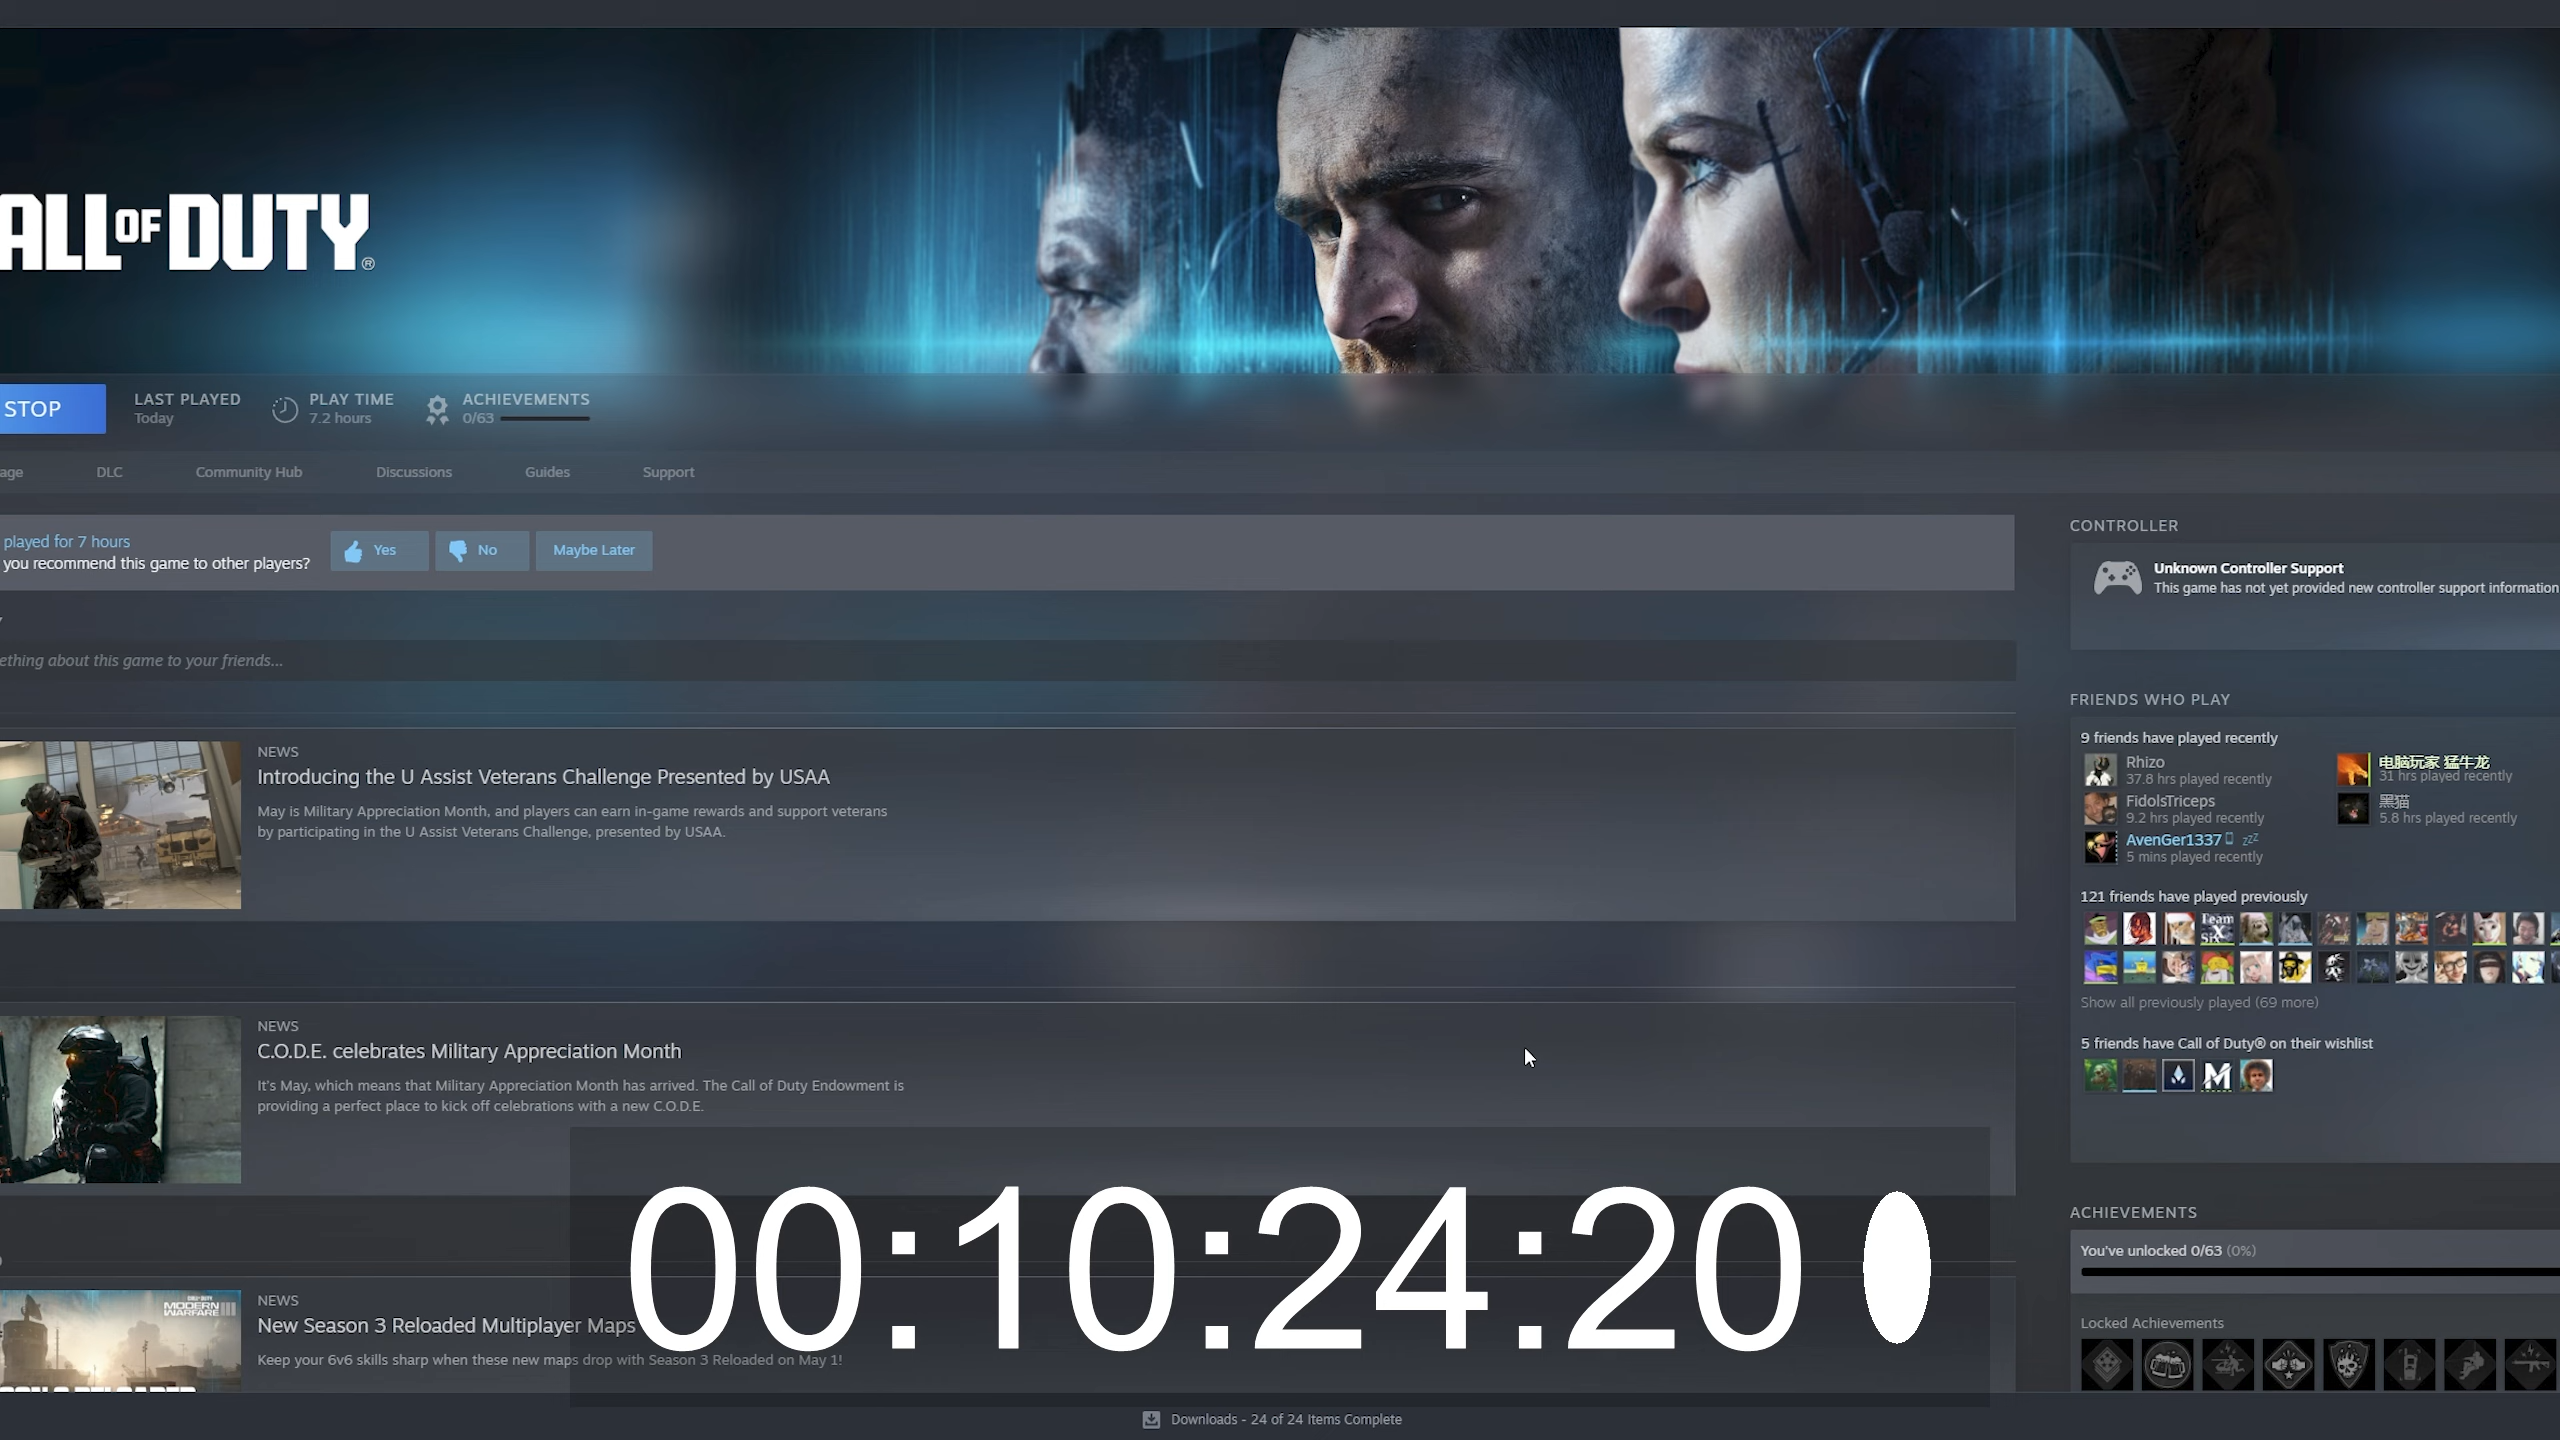 ALL OF DUTY®
STOP
LAST PLAYED
Today
PLAY TIME
7.2 hours
ACHIEVEMENTS
0/63
age
DLC
Community Hub
Discussions
Guides
Support
played for 7 hours
you recommend this game to other players?
Yes
No
Maybe Later
ething about this game to your friends...
NEWS
Introducing the U Assist Veterans Challenge Presented by USAA
May is Military Appreciation Month, and players can earn in-game rewards and support veterans
by participating in the U Assist Veterans Challenge, presented by USAA.
NEWS
C.O.D.E. celebrates Military Appreciation Month
It's May, which means that Military Appreciation Month has arrived. The Call of Duty Endowment is
providing a perfect place to kick off celebrations with a new C.O.D.E.
MODERN
WARFARE III
NEWS
New Season 3 Reloaded Multiplayer Maps
Keep your 6v6 skills sharp when these new maps drop with Season 3 Reloaded on May 1!
00:10:24:20
Downloads - 24 of 24 Items Complete
CONTROLLER
Unknown Controller Support
This game has not yet provided new controller support information
FRIENDS WHO PLAY
9 friends have played recently
Rhizo
37.8 hrs played recently
电脑玩家 猛牛龙
31 hrs played recently
FidolsTriceps
9.2 hrs played recently
黑猫
5.8 hrs played recently
AvenGer1337 zzz
5 mins played recently
121 friends have played previously
Team
X
SiX
Show all previously played (69 more)
5 friends have Call of Duty® on their wishlist
ACHIEVEMENTS
You've unlocked 0/63 (0%)
Locked Achievements